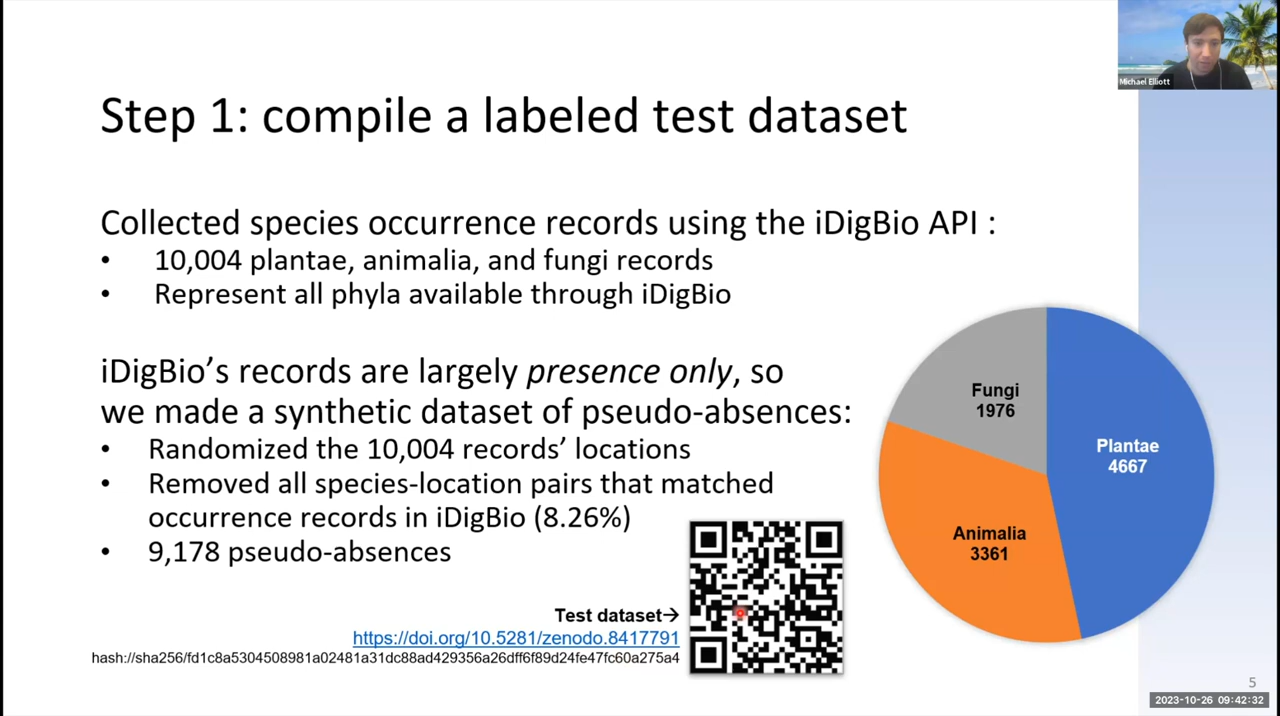 Michael Elliott
Step 1: compile a labeled test dataset
Collected species occurrence records using the iDigBio API :
• 10,004 plantae, animalia, and fungi records
• Represent all phyla available through iDigBio
iDigBio’s records are largely presence only, so
we made a synthetic dataset of pseudo-absences:
• Randomized the 10,004 records’ locations
• Removed all species-location pairs that matched
occurrence records in iDigBio (8.26%)
• 9,178 pseudo-absences
Fungi
1976
Plantae
4667
Animalia
3361
Test dataset→
https://doi.org/10.5281/zenodo.8417791
hash://sha256/fd1c8a5304508981a02481a31dc88ad429356a26dff6f89d24fe47fc60a275a4
5
2023-10-26 09:42:32